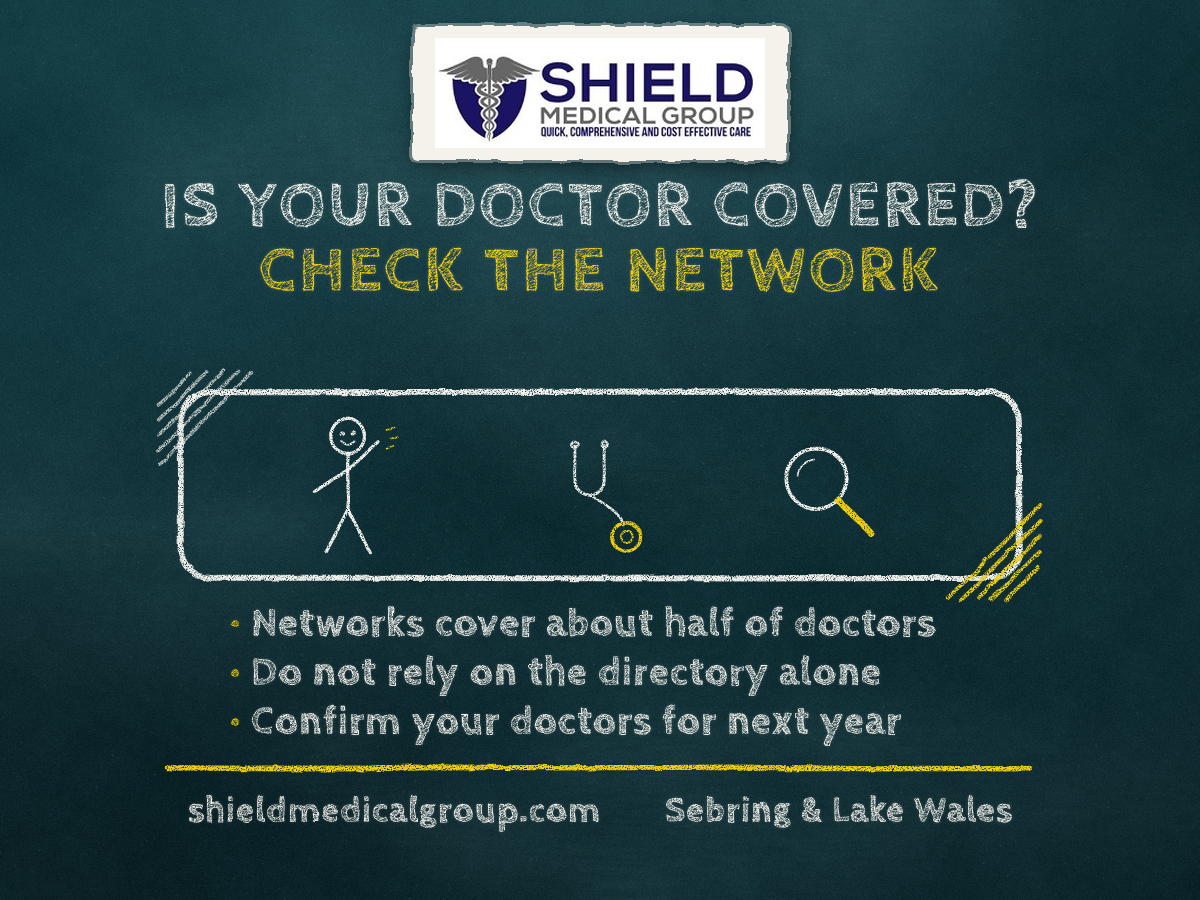 SHIELD
MEDICAL GROUP
QUICK, COMPREHENSIVE AND COST EFFECTIVE CARE
IS YOUR DOCTOR COVERED?
CHECK THE NETWORK
• Networks cover about half of doctors
• Do not rely on the directory alone
• Confirm your doctors for next year
shieldmedicalgroup.com Sebring & Lake Wales